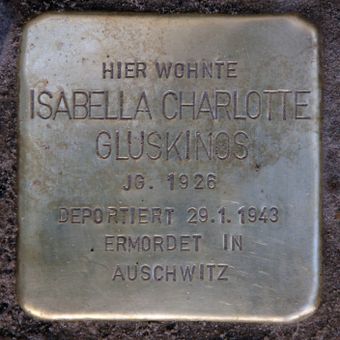 HIER WOHNTE
ISABELLA CHARLOTTE
GLUSKINOS
JG. 1926
DEPORTIERT 29.1.1943
ERMORDET IN
AUSCHWITZ